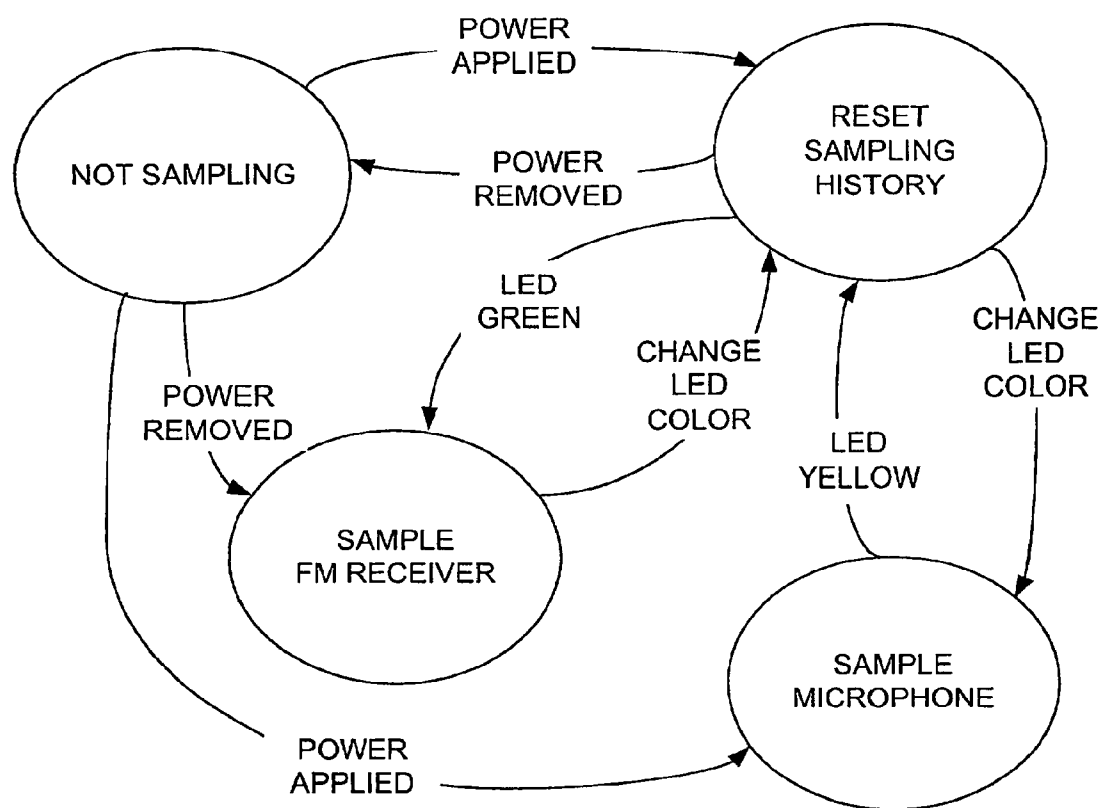 POWER
APPLIED
RESET
SAMPLING
HISTORY
NOT SAMPLING
POWER
REMOVED
LED
GREEN
CHANGE
LED
COLOR
CHANGE
LED
COLOR
POWER
REMOVED
LED
YELLOW
SAMPLE
FM RECEIVER
SAMPLE
MICROPHONE
POWER
APPLIED